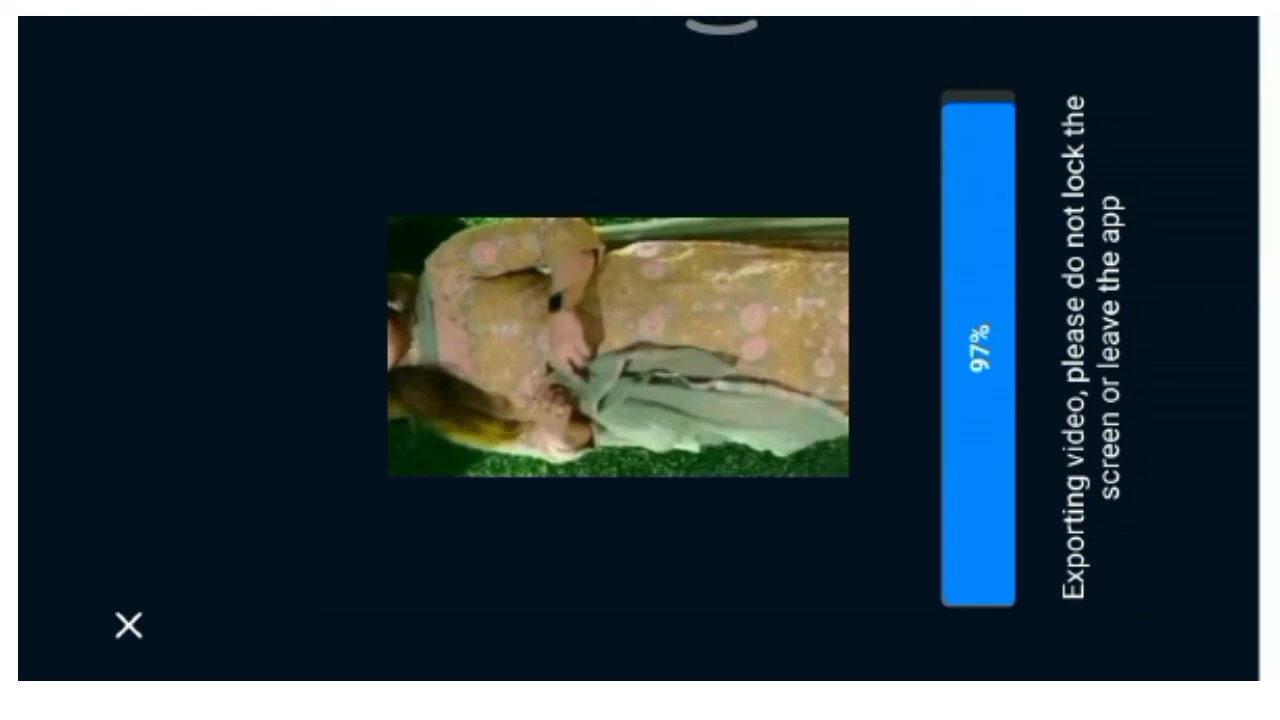 97%
Exporting video, please do not lock the
screen or leave the app